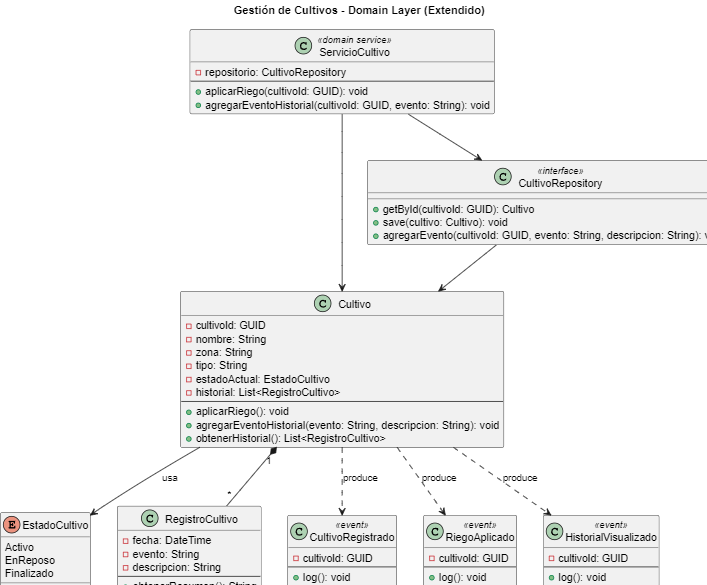 Gestión de Cultivos - Domain Layer (Extendido)
«domain service»
C
ServicioCultivo
repositorio: CultivoRepository
aplicarRiego(cultivoId: GUID): void
agregarEventoHistorial(cultivoId: GUID, evento: String): void
«interface»
C
CultivoRepository
getById(cultivoId: GUID): Cultivo
save(cultivo: Cultivo): void
agregarEvento(cultivoId: GUID, evento: String, descripcion: String):
C Cultivo
cultivoId: GUID
nombre: String
zona: String
tipo: String
estadoActual: EstadoCultivo
historial: List<RegistroCultivo>
aplicarRiego(): void
agregarEventoHistorial(evento: String, descripcion: String): void
obtenerHistorial(): List<RegistroCultivo>
usa
1
*
produce
produce
produce
E EstadoCultivo
Activo
EnReposo
Finalizado
C RegistroCultivo
fecha: DateTime
evento: String
descripcion: String
obtenerResumen(): String
«event»
C
CultivoRegistrado
cultivoId: GUID
log(): void
«event»
C
RiegoAplicado
cultivoId: GUID
log(): void
«event»
C
HistorialVisualizado
cultivoId: GUID
log(): void